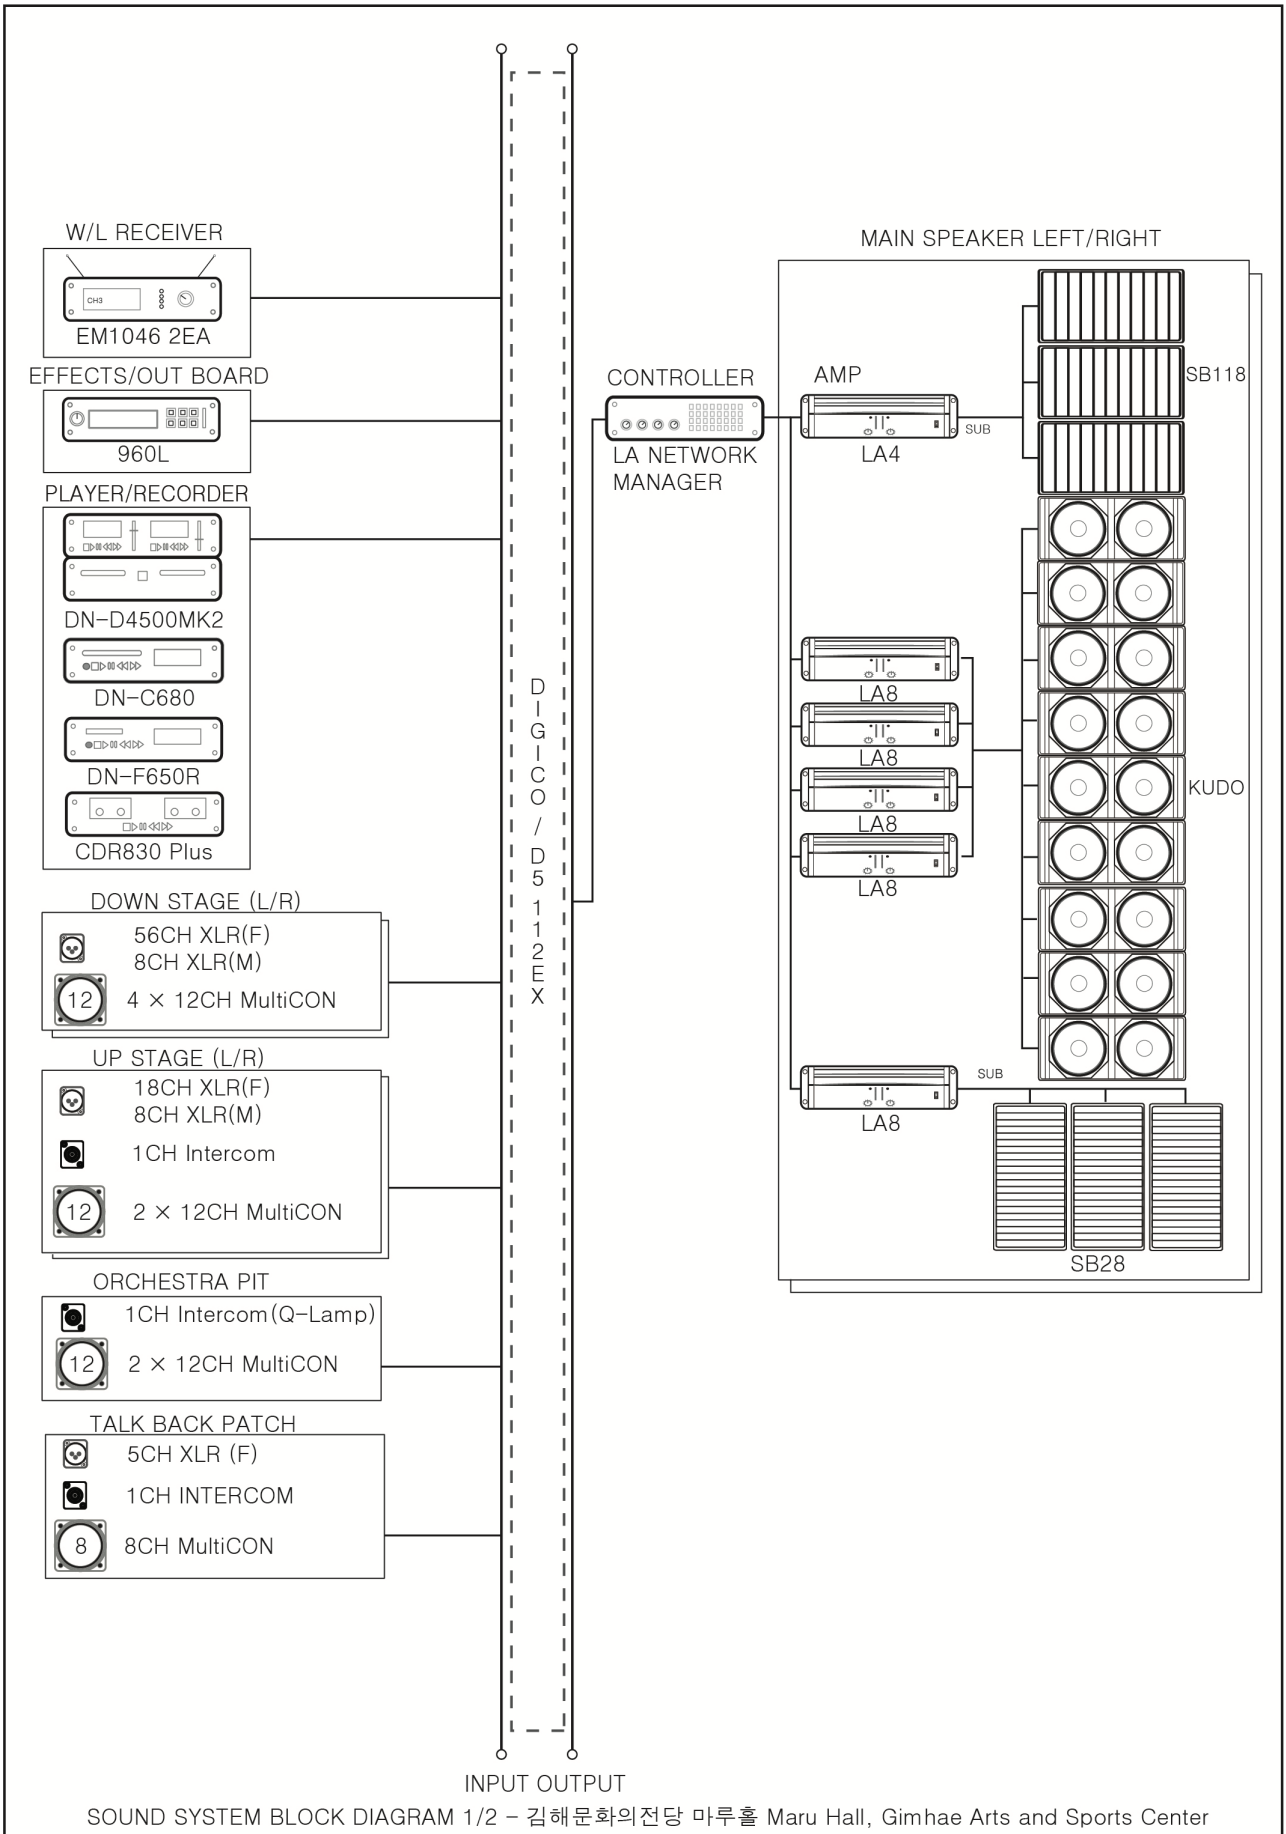 W/L RECEIVER
CH3
EM1046 2EA
EFFECTS/OUT BOARD
960L
PLAYER/RECORDER
DN-D4500MK2
DN-C680
DN-F650R
CDR830 Plus
DOWN STAGE (L/R)
56CH XLR(F)
8CH XLR(M)
12
4 × 12CH MultiCON
UP STAGE (L/R)
18CH XLR(F)
8CH XLR(M)
1CH Intercom
12
2 × 12CH MultiCON
ORCHESTRA PIT
1CH Intercom(Q-Lamp)
12
2 × 12CH MultiCON
TALK BACK PATCH
5CH XLR (F)
1CH INTERCOM
8
8CH MultiCON
DIGICO / D5 112EX
INPUT OUTPUT
CONTROLLER
LA NETWORK
MANAGER
MAIN SPEAKER LEFT/RIGHT
AMP
LA4
SUB
SB118
LA8
LA8
LA8
LA8
KUDO
LA8
SUB
SB28
SOUND SYSTEM BLOCK DIAGRAM 1/2 - 김해문화의전당 마루홀 Maru Hall, Gimhae Arts and Sports Center